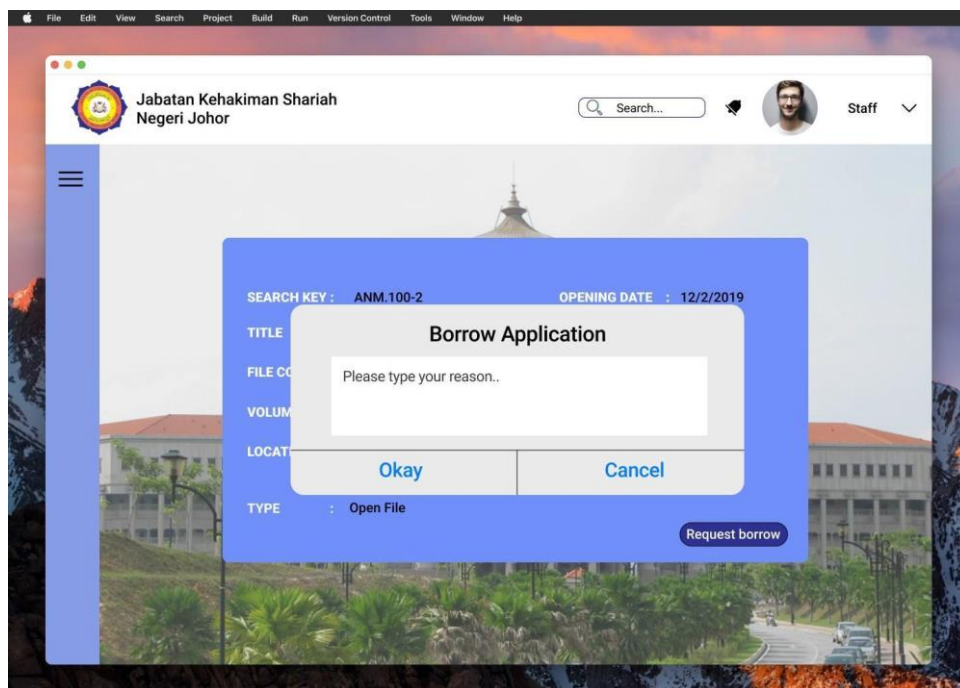 File Edit View Search Project Build Run Version Control Tools Window Help
Jabatan Kehakiman Shariah
Negeri Johor
Search...
Staff
SEARCH KEY : ANM.100-2 OPENING DATE : 12/2/2019
TITLE
Borrow Application
FILE CO
Please type your reason..
VOLUM
LOCATI
Okay Cancel
TYPE : Open File
Request borrow